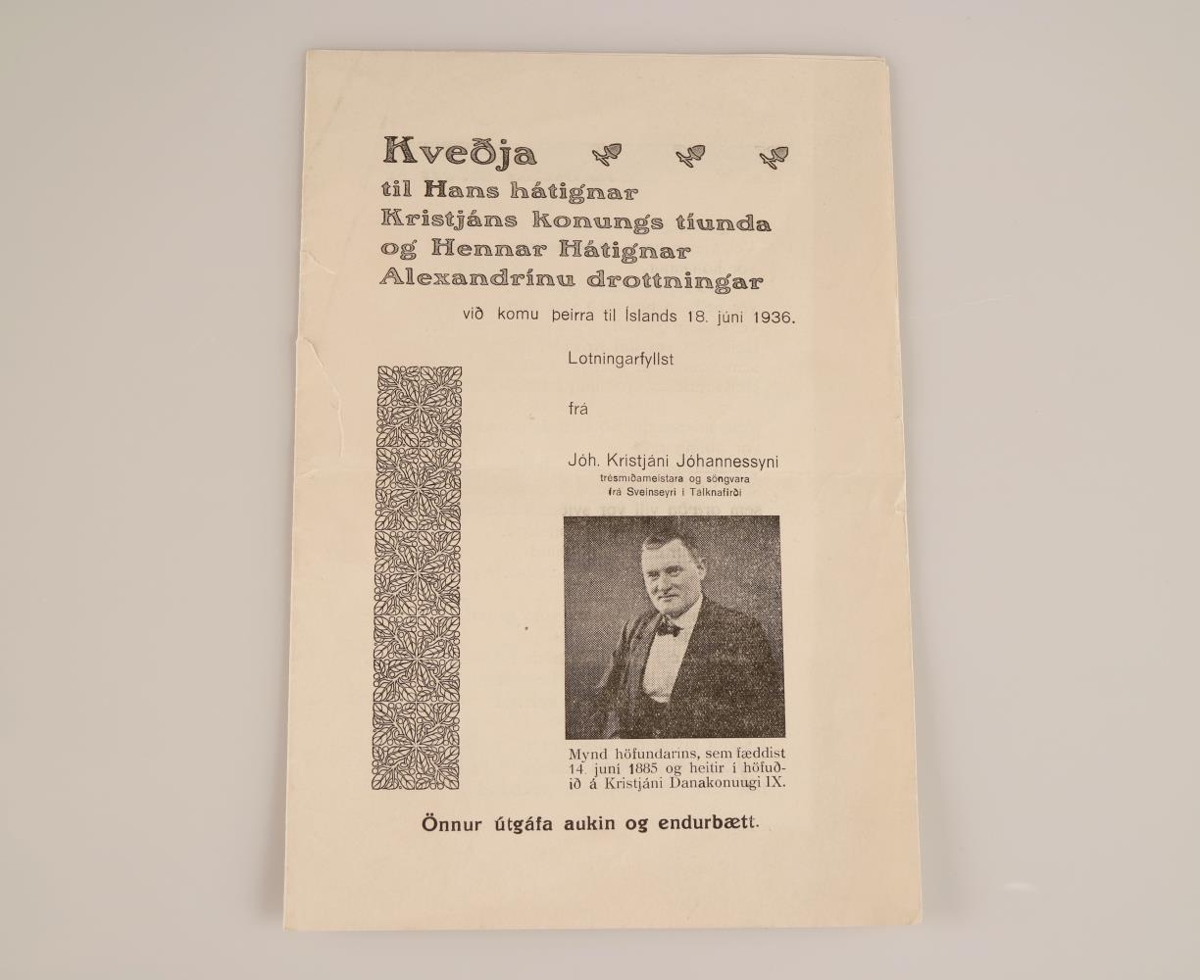 Kveðja
til Hans hátignar
Kristjáns konungs tíunda
og Hennar Hátignar
Alexandrínu drottningar
við komu þeirra til Íslands 18. júní 1936.
Lotningarfyllst
frá
Jóh. Kristjáni Jóhannessyni
trésmíðameistara og söngvara
frá Sveinseyri í Tálknafirði
Mynd höfundarins, sem fæddist
14. júní 1885 og heitir í höfuð-
ið á Kristjáni Danakonuugi IX.
Önnur útgáfa aukin og endurbætt.